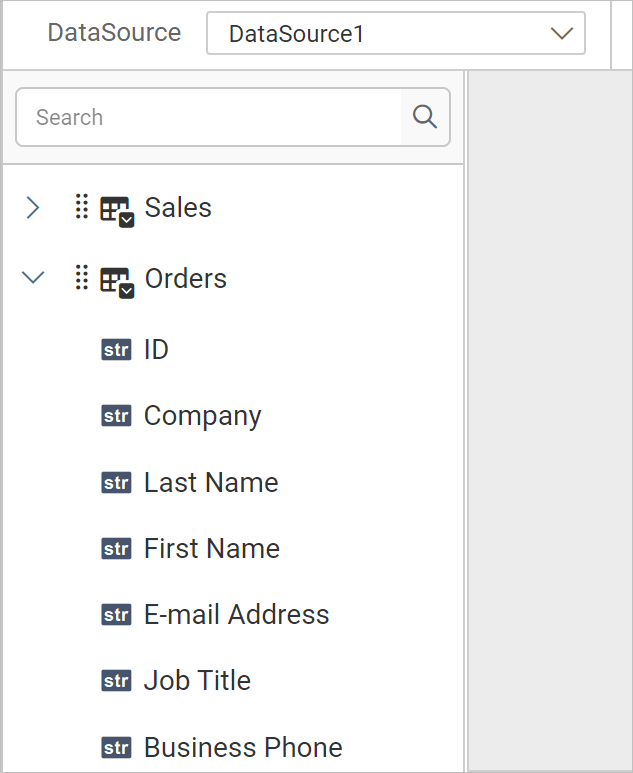 DataSource DataSource1
Search
Sales
Orders
str ID
str Company
str Last Name
str First Name
str E-mail Address
str Job Title
str Business Phone